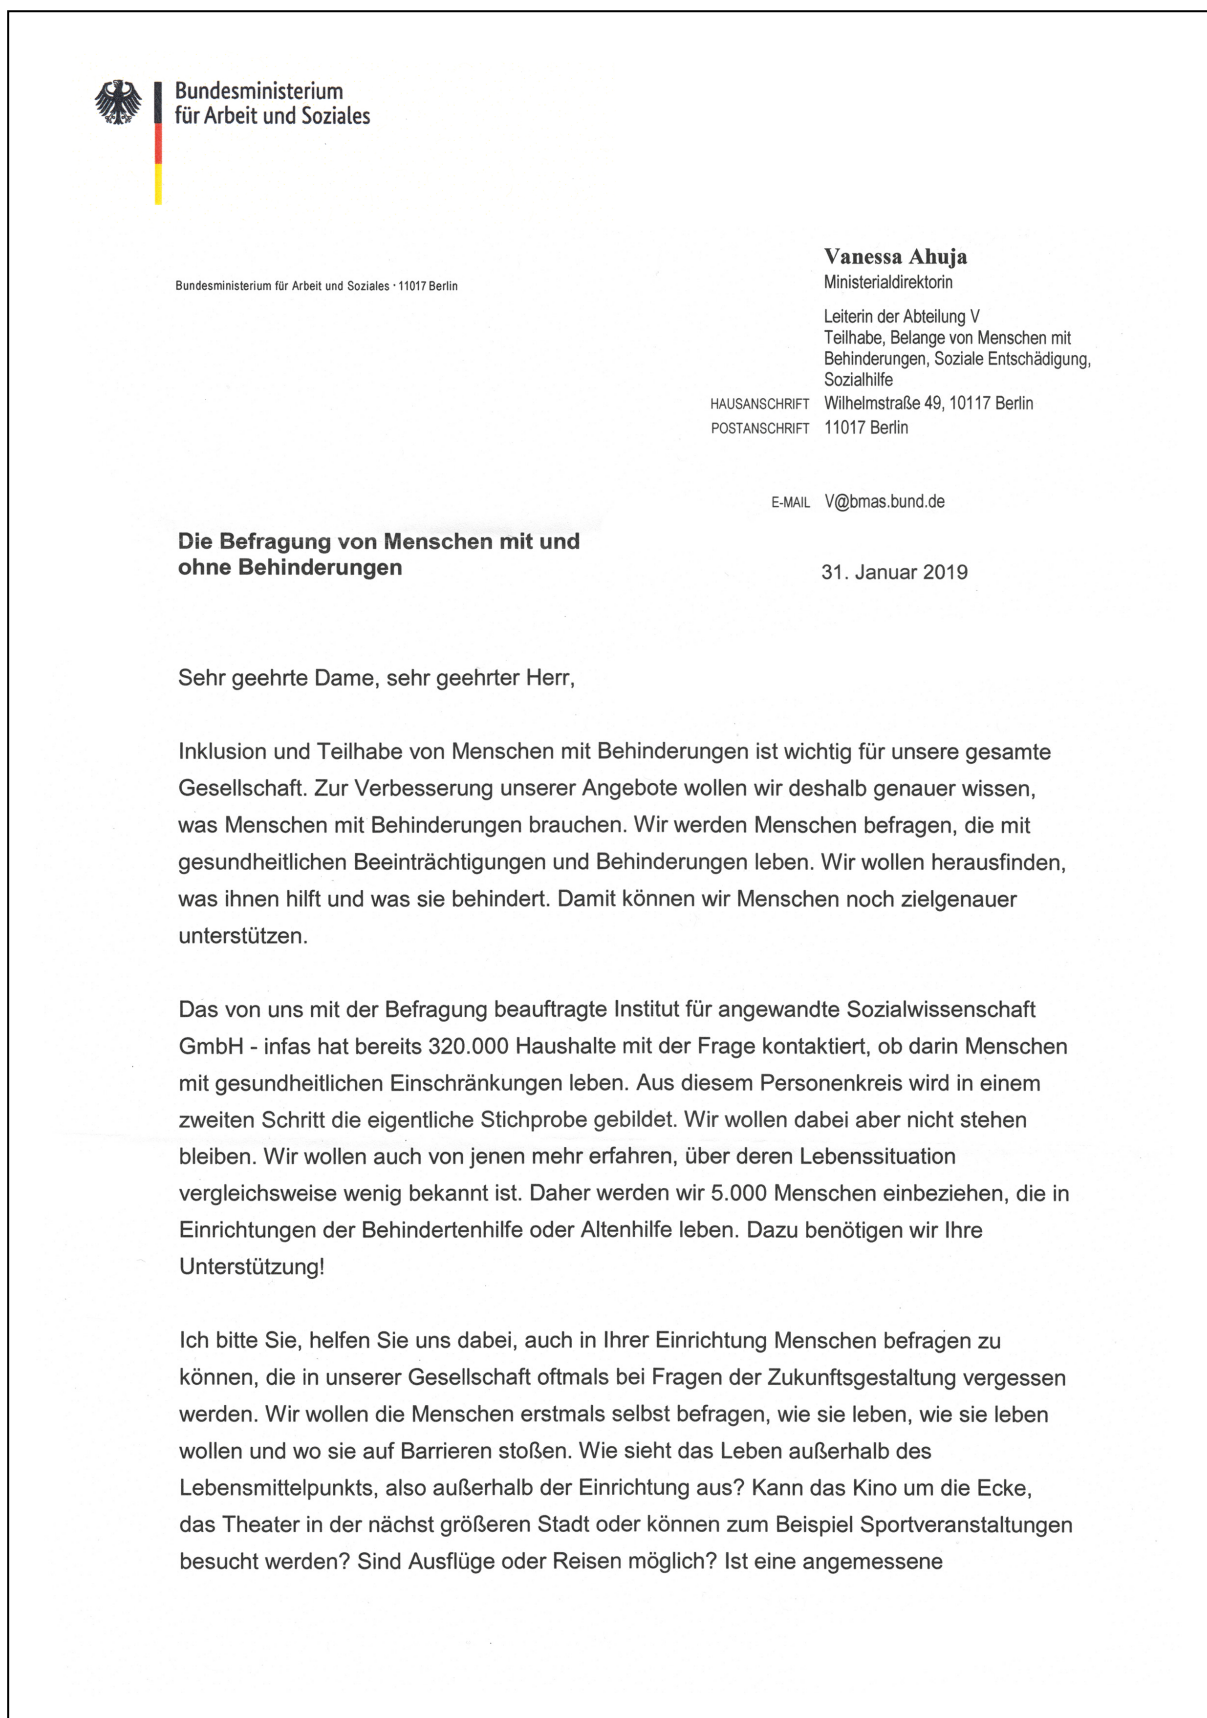 Bundesministerium
für Arbeit und Soziales
Bundesministerium für Arbeit und Soziales · 11017 Berlin
Vanessa Ahuja
Ministerialdirektorin
Leiterin der Abteilung V
Teilhabe, Belange von Menschen mit
Behinderungen, Soziale Entschädigung,
Sozialhilfe
HAUSANSCHRIFT Wilhelmstraße 49, 10117 Berlin
POSTANSCHRIFT 11017 Berlin
E-MAIL V@bmas.bund.de
Die Befragung von Menschen mit und
ohne Behinderungen
31. Januar 2019
Sehr geehrte Dame, sehr geehrter Herr,
Inklusion und Teilhabe von Menschen mit Behinderungen ist wichtig für unsere gesamte
Gesellschaft. Zur Verbesserung unserer Angebote wollen wir deshalb genauer wissen,
was Menschen mit Behinderungen brauchen. Wir werden Menschen befragen, die mit
gesundheitlichen Beeinträchtigungen und Behinderungen leben. Wir wollen herausfinden,
was ihnen hilft und was sie behindert. Damit können wir Menschen noch zielgenauer
unterstützen.
Das von uns mit der Befragung beauftragte Institut für angewandte Sozialwissenschaft
GmbH - infas hat bereits 320.000 Haushalte mit der Frage kontaktiert, ob darin Menschen
mit gesundheitlichen Einschränkungen leben. Aus diesem Personenkreis wird in einem
zweiten Schritt die eigentliche Stichprobe gebildet. Wir wollen dabei aber nicht stehen
bleiben. Wir wollen auch von jenen mehr erfahren, über deren Lebenssituation
vergleichsweise wenig bekannt ist. Daher werden wir 5.000 Menschen einbeziehen, die in
Einrichtungen der Behindertenhilfe oder Altenhilfe leben. Dazu benötigen wir Ihre
Unterstützung!
Ich bitte Sie, helfen Sie uns dabei, auch in Ihrer Einrichtung Menschen befragen zu
können, die in unserer Gesellschaft oftmals bei Fragen der Zukunftsgestaltung vergessen
werden. Wir wollen die Menschen erstmals selbst befragen, wie sie leben, wie sie leben
wollen und wo sie auf Barrieren stoßen. Wie sieht das Leben außerhalb des
Lebensmittelpunkts, also außerhalb der Einrichtung aus? Kann das Kino um die Ecke,
das Theater in der nächst größeren Stadt oder können zum Beispiel Sportveranstaltungen
besucht werden? Sind Ausflüge oder Reisen möglich? Ist eine angemessene